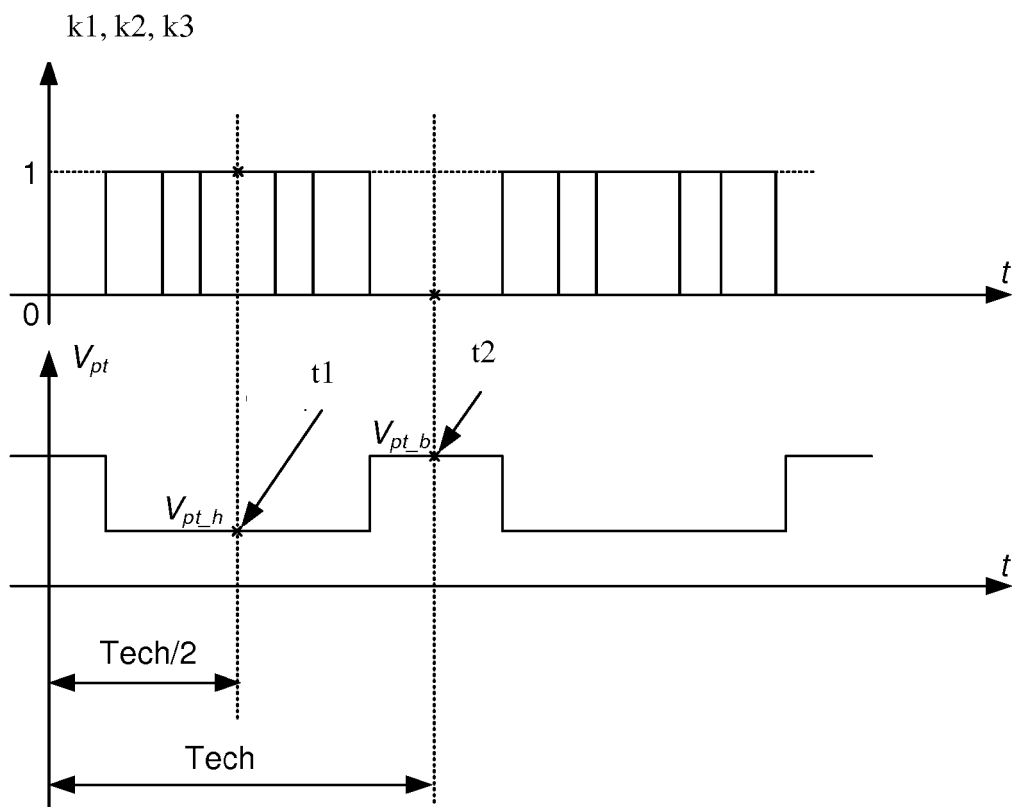 k1, k2, k3
1
t
0
V_pt
t1
t2
V_pt_b
V_pt_h
t
Tech/2
Tech